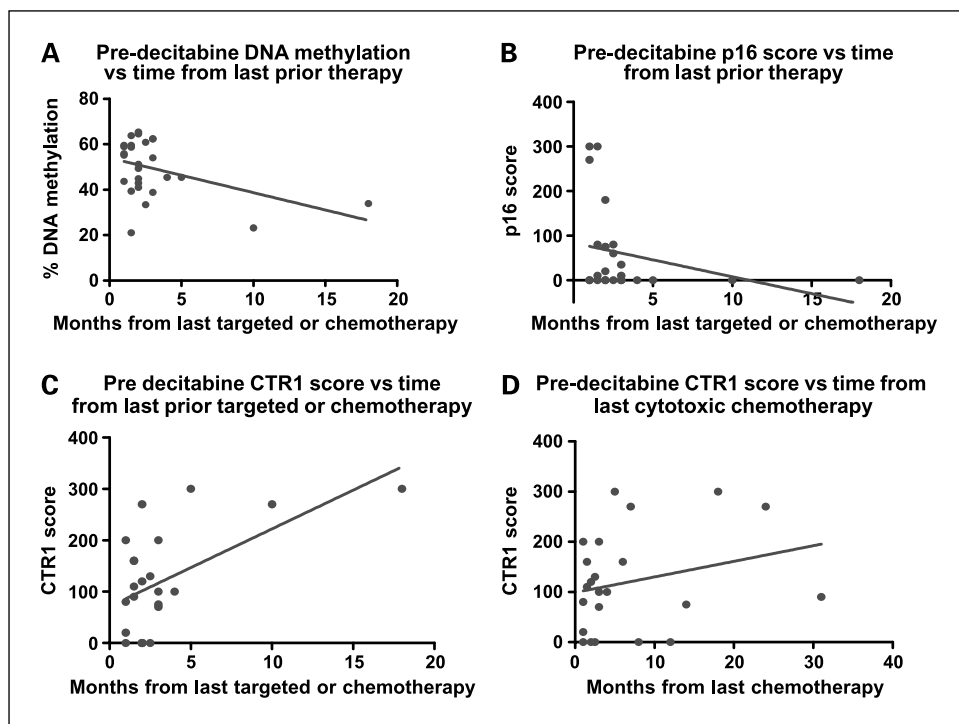 A
Pre-decitabine DNA methylation
vs time from last prior therapy
% DNA methylation
80
60
40
20
0
0 5 10 15 20
Months from last targeted or chemotherapy
B
Pre-decitabine p16 score vs time
from last prior therapy
p16 score
400
300
200
100
0
5 10 15 20
Months from last targeted or chemotherapy
C
Pre decitabine CTR1 score vs time
from last prior targeted or chemotherapy
CTR1 score
400
300
200
100
0
0 5 10 15 20
Months from last targeted or chemotherapy
D
Pre-decitabine CTR1 score vs time from
last cytotoxic chemotherapy
CTR1 score
400
300
200
100
0
0 10 20 30 40
Months from last chemotherapy